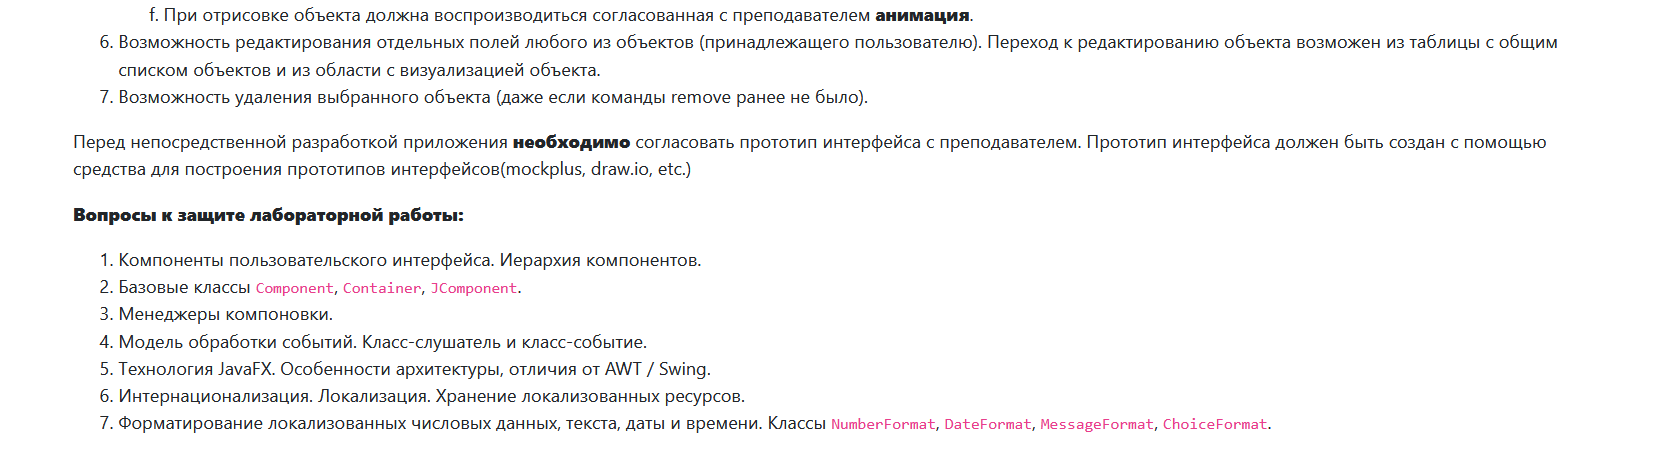 f. При отрисовке объекта должна воспроизводиться согласованная с преподавателем анимация.
6. Возможность редактирования отдельных полей любого из объектов (принадлежащего пользователю). Переход к редактированию объекта возможен из таблицы с общим
списком объектов и из области с визуализацией объекта.
7. Возможность удаления выбранного объекта (даже если команды remove ранее не было).
Перед непосредственной разработкой приложения необходимо согласовать прототип интерфейса с преподавателем. Прототип интерфейса должен быть создан с помощью
средства для построения прототипов интерфейсов(mockplus, draw.io, etc.)
Вопросы к защите лабораторной работы:
1. Компоненты пользовательского интерфейса. Иерархия компонентов.
2. Базовые классы Component, Container, JComponent.
3. Менеджеры компоновки.
4. Модель обработки событий. Класс-слушатель и класс-событие.
5. Технология JavaFX. Особенности архитектуры, отличия от AWT / Swing.
6. Интернационализация. Локализация. Хранение локализованных ресурсов.
7. Форматирование локализованных числовых данных, текста, даты и времени. Классы NumberFormat, DateFormat, MessageFormat, ChoiceFormat.